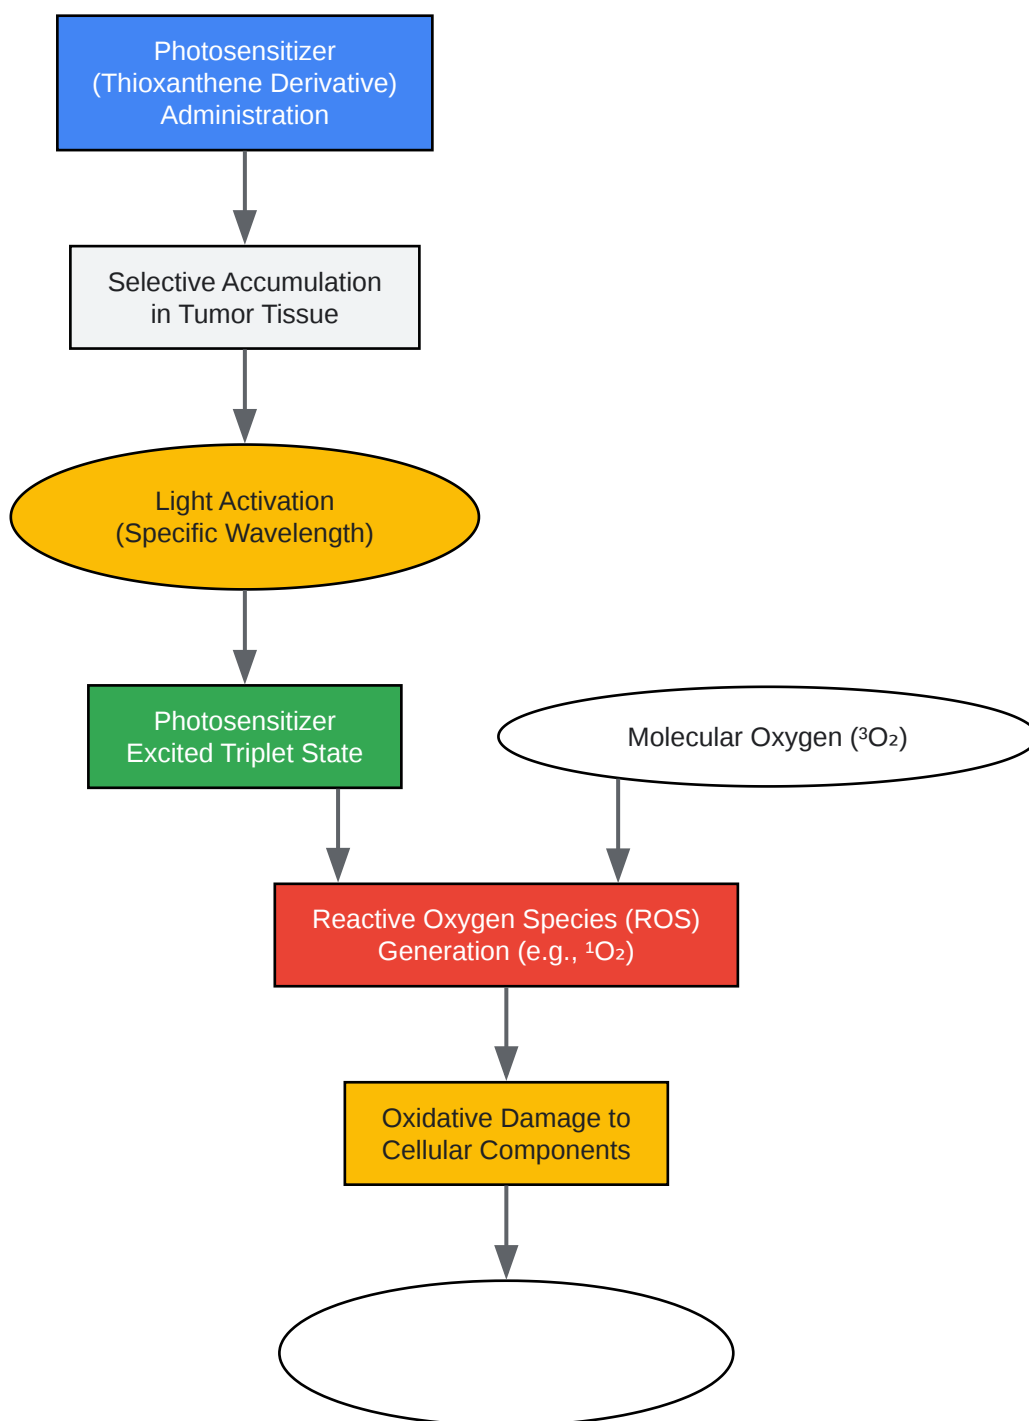 Photosensitizer
(Thioxanthene Derivative)
Administration
Selective Accumulation
in Tumor Tissue
Light Activation
(Specific Wavelength)
Photosensitizer
Excited Triplet State
Molecular Oxygen (³O₂)
Reactive Oxygen Species (ROS)
Generation (e.g., ¹O₂)
Oxidative Damage to
Cellular Components